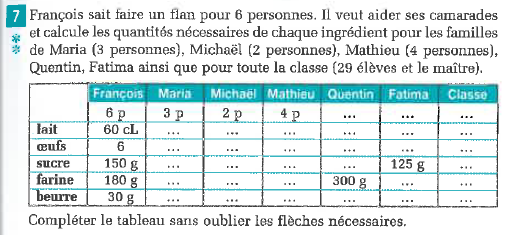 7 François sait faire un flan pour 6 personnes. Il veut aider ses camarades
** et calcule les quantités nécessaires de chaque ingrédient pour les familles
de Maria (3 personnes), Michaël (2 personnes), Mathieu (4 personnes),
Quentin, Fatima ainsi que pour toute la classe (29 élèves et le maître).
François Maria Michaël Mathieu Quentin Fatima Classe
6 p 3 p 2 p 4 p ... ... ...
lait 60 cL ... ... ... ... ... ...
œufs 6 ... ... ... ... ... ...
sucre 150 g ... ... ... ... 125 g ...
farine 180 g ... ... ... 300 g ... ...
beurre 30 g ... ... ... ... ... ...
Compléter le tableau sans oublier les flèches nécessaires.